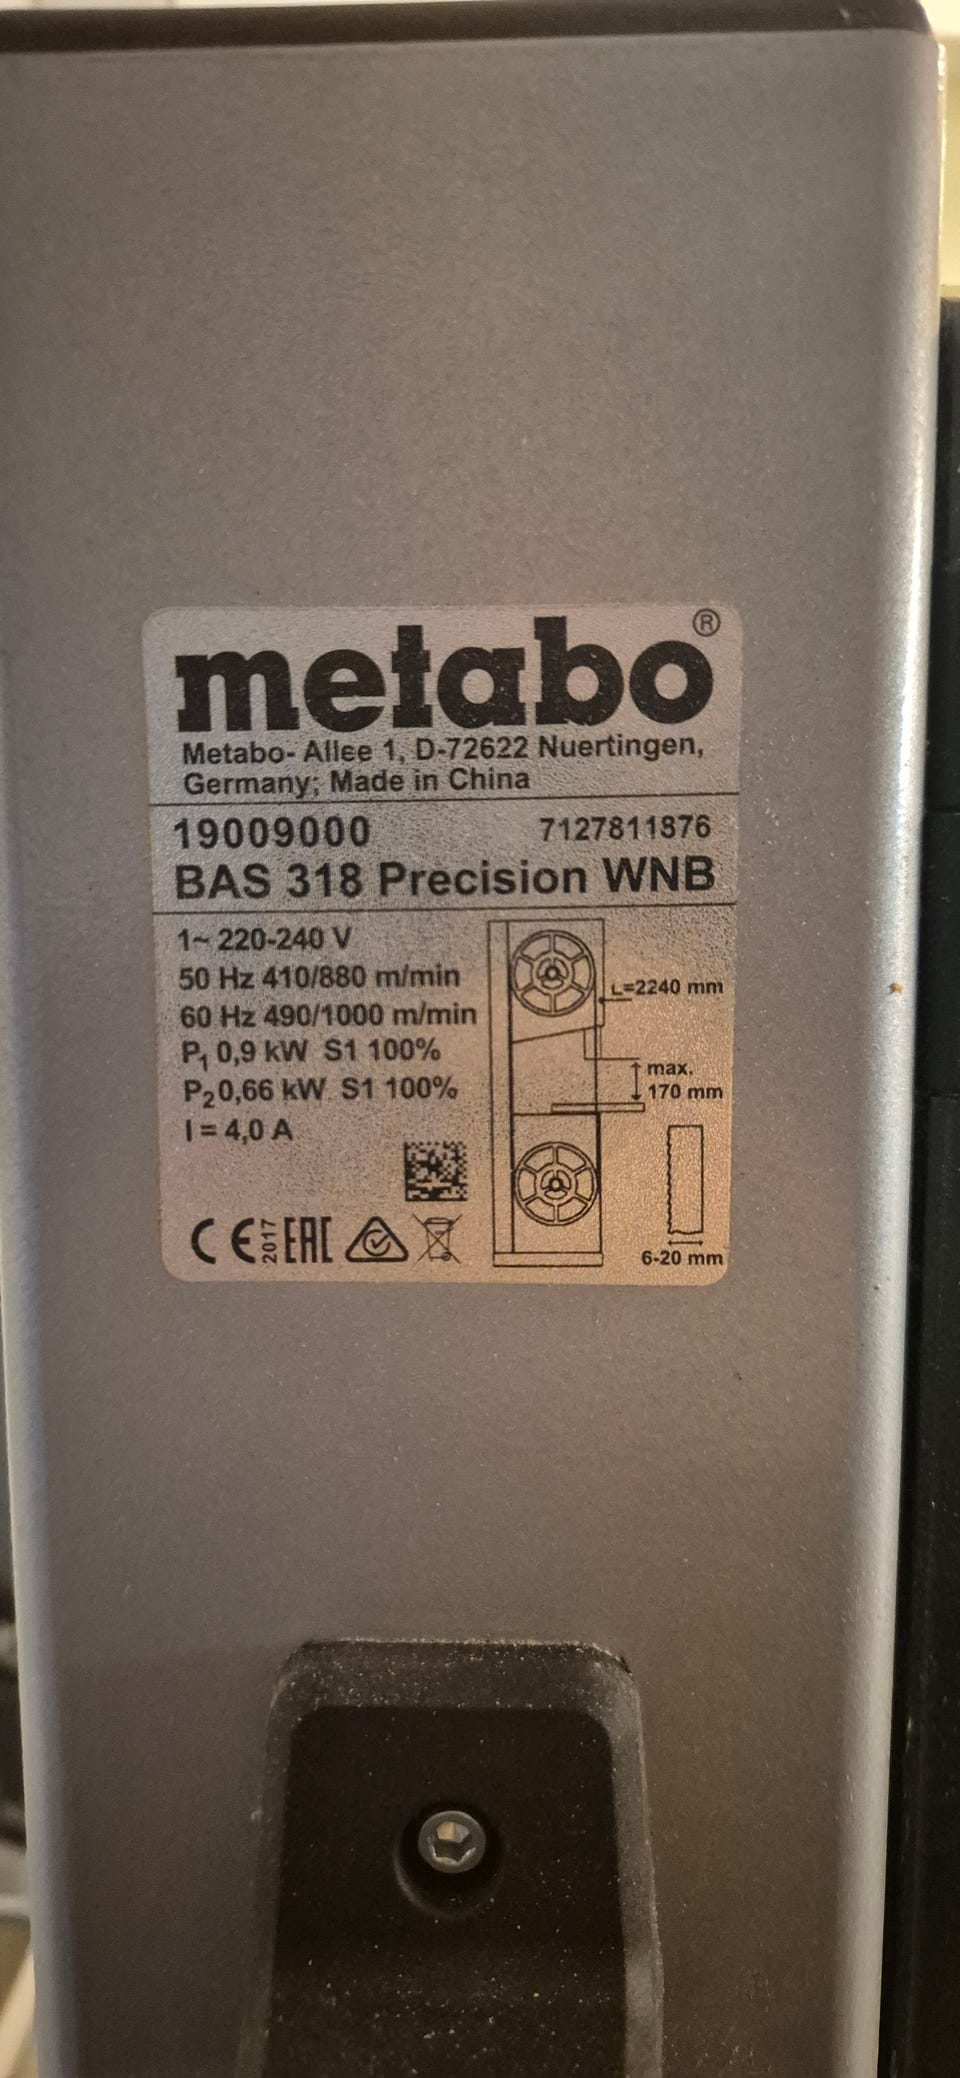 metabo®
Metabo- Allee 1, D-72622 Nuertingen,
Germany; Made in China
19009000 7127811876
BAS 318 Precision WNB
1~ 220-240 V
50 Hz 410/880 m/min
60 Hz 490/1000 m/min
P1 0,9 kW S1 100%
P2 0,66 kW S1 100%
I = 4,0 A
L=2240 mm
max.
170 mm
6-20 mm
CE 2017 EAC